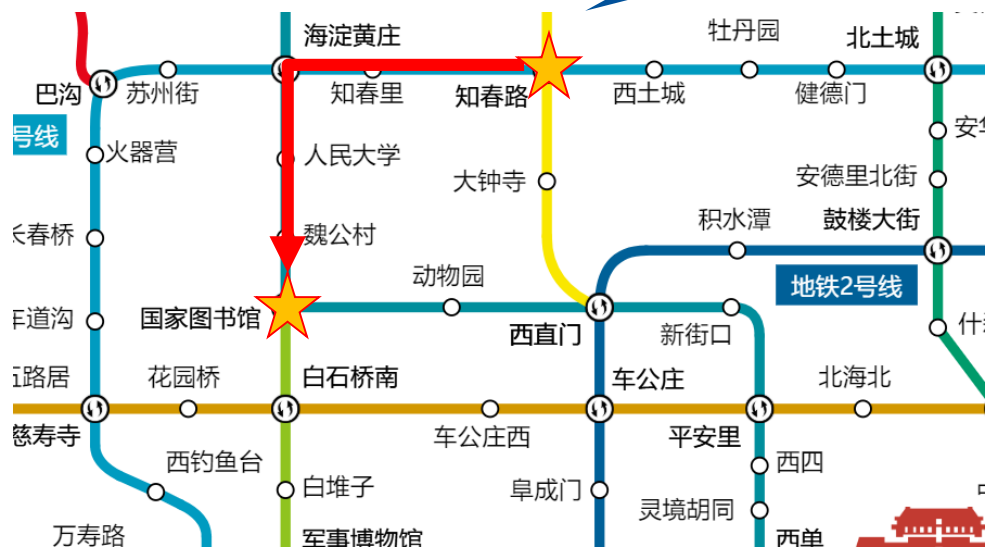 牡丹园
海淀黄庄
北土城
巴沟
苏州街
知春里
知春路
西土城
健德门
号线
火器营
人民大学
大钟寺
安德里北街
积水潭
鼓楼大街
长春桥
魏公村
动物园
地铁2号线
车道沟
国家图书馆
西直门
新街口
五路居
花园桥
白石桥南
车公庄
北海北
慈寿寺
车公庄西
平安里
西钓鱼台
白堆子
阜成门
西四
灵境胡同
万寿路
军事博物馆
西单